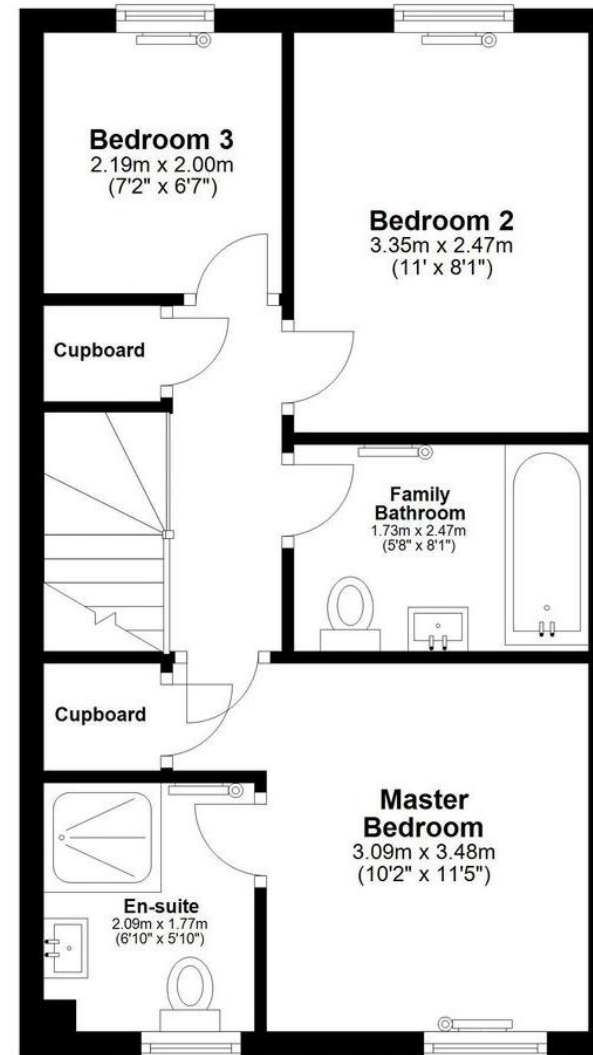 Bedroom 3
2.19m x 2.00m
(7'2" x 6'7")
Bedroom 2
3.35m x 2.47m
(11' x 8'1")
Cupboard
Family
Bathroom
1.73m x 2.47m
(5'8" x 8'1")
Cupboard
Master
Bedroom
3.09m x 3.48m
(10'2" x 11'5")
En-suite
2.09m x 1.77m
(6'10" x 5'10")